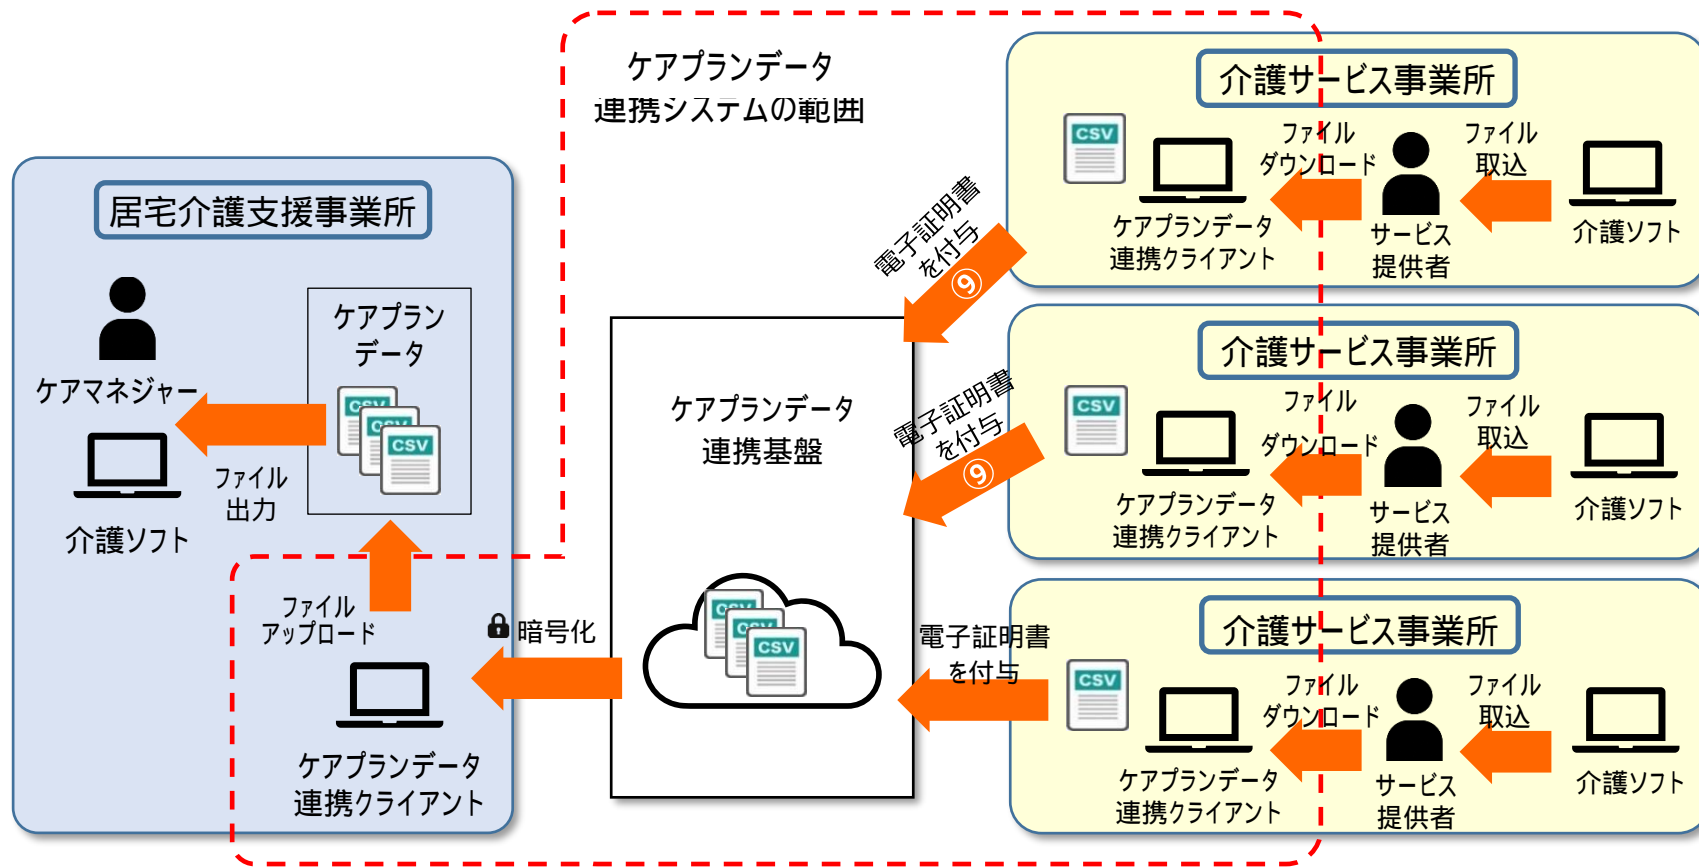 ケアプランデータ
連携システムの範囲
居宅介護支援事業所
ケアマネジャー
介護ソフト
ケアプラン
データ
CSV
CSV
CSV
ファイル
出力
ファイル
アップロード
ケアプランデータ
連携クライアント
暗号化
ケアプランデータ
連携基盤
CSV
CSV
CSV
電子証明書
を付与
⑨
電子証明書
を付与
⑨
電子証明書
を付与
介護サービス事業所
CSV
ケアプランデータ
連携クライアント
ファイル
ダウンロード
サービス
提供者
ファイル
取込
介護ソフト
介護サービス事業所
CSV
ケアプランデータ
連携クライアント
ファイル
ダウンロード
サービス
提供者
ファイル
取込
介護ソフト
介護サービス事業所
CSV
ケアプランデータ
連携クライアント
ファイル
ダウンロード
サービス
提供者
ファイル
取込
介護ソフト